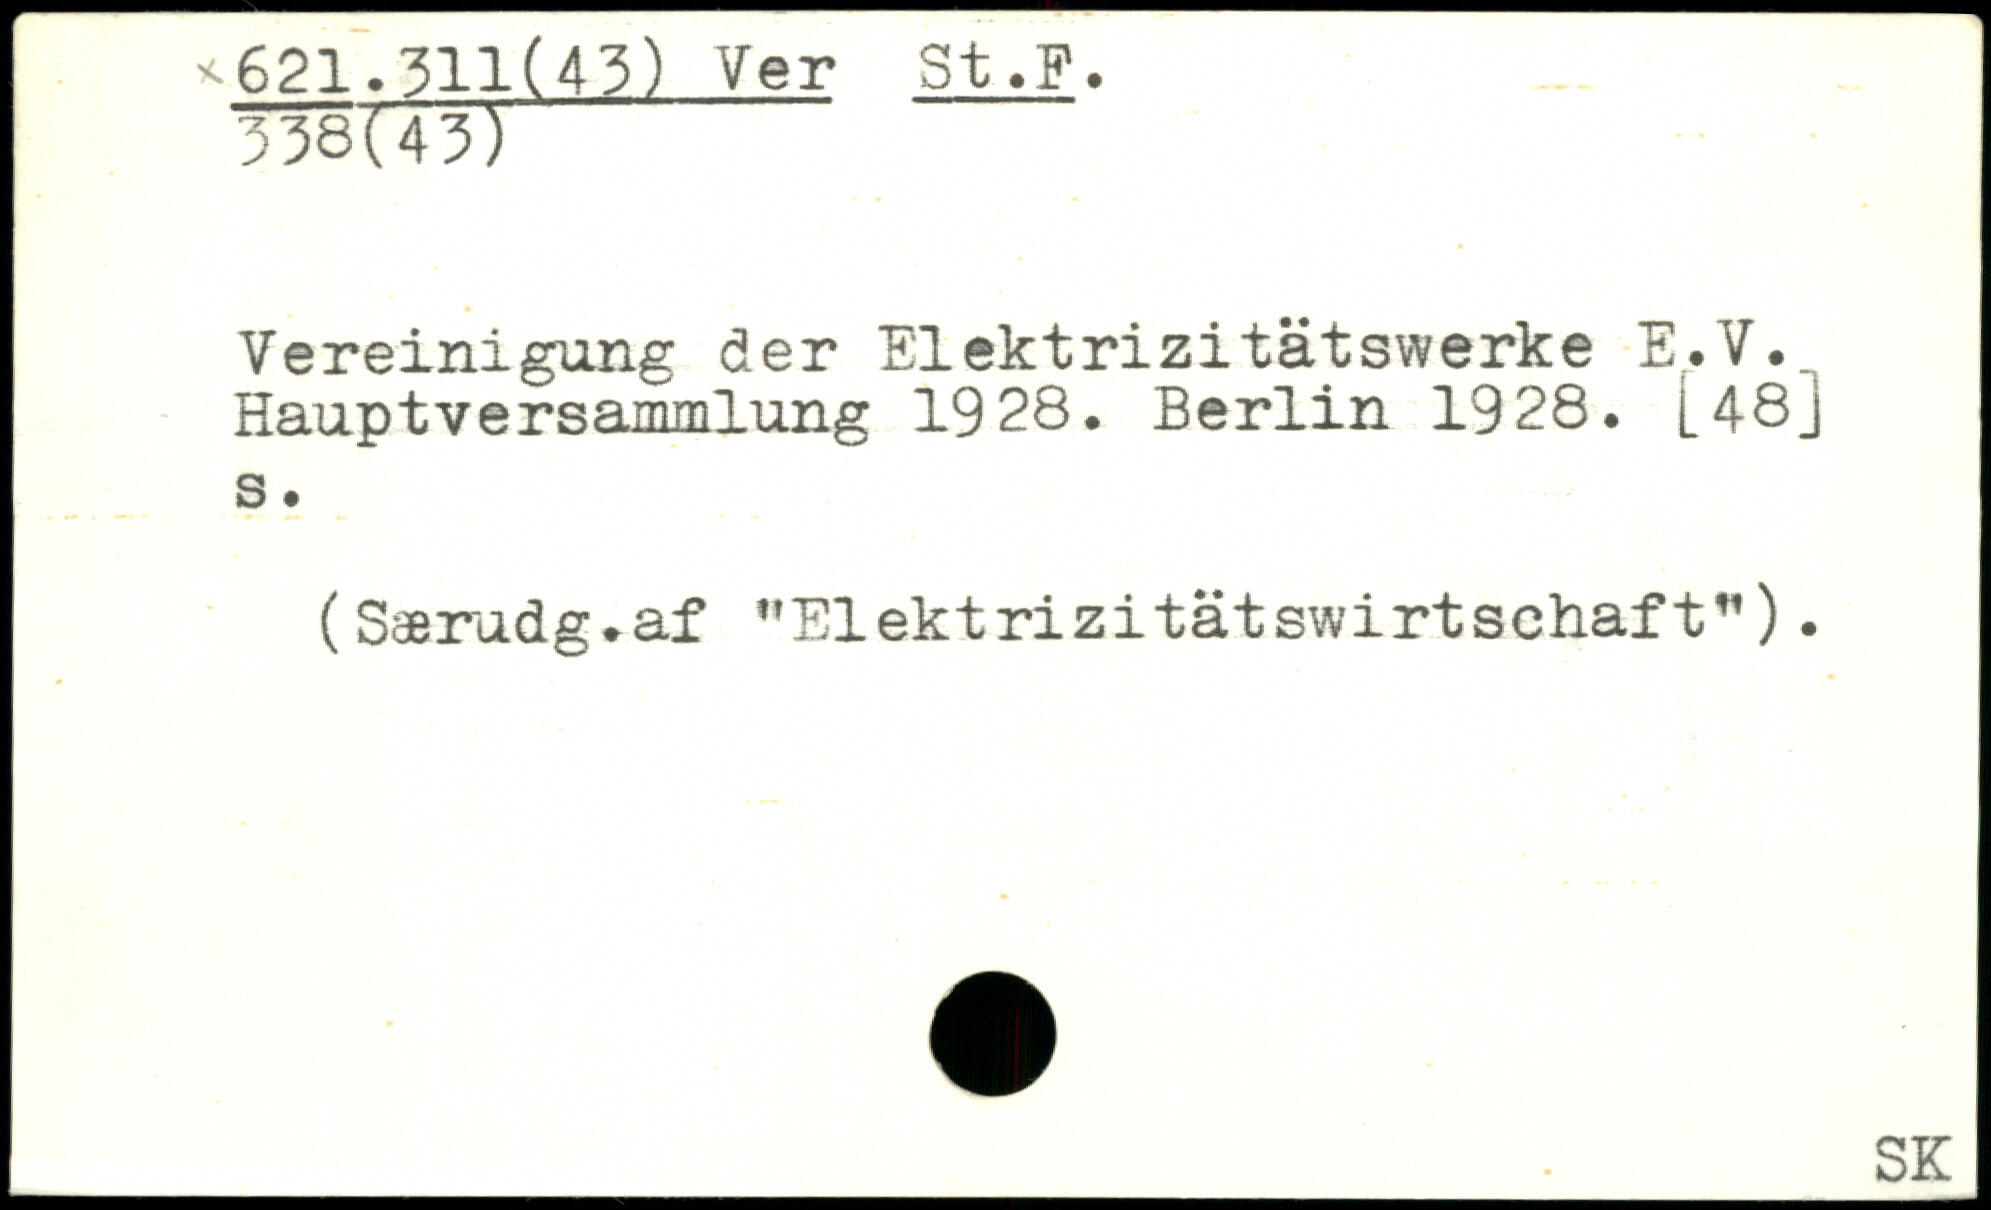 ×621.311(43) Ver St.F.
338(43)
Vereinigung der Elektrizitätswerke E.V.
Hauptversammlung 1928. Berlin 1928. [48]
s.
(Særudg.af "Elektrizitätswirtschaft").
SK